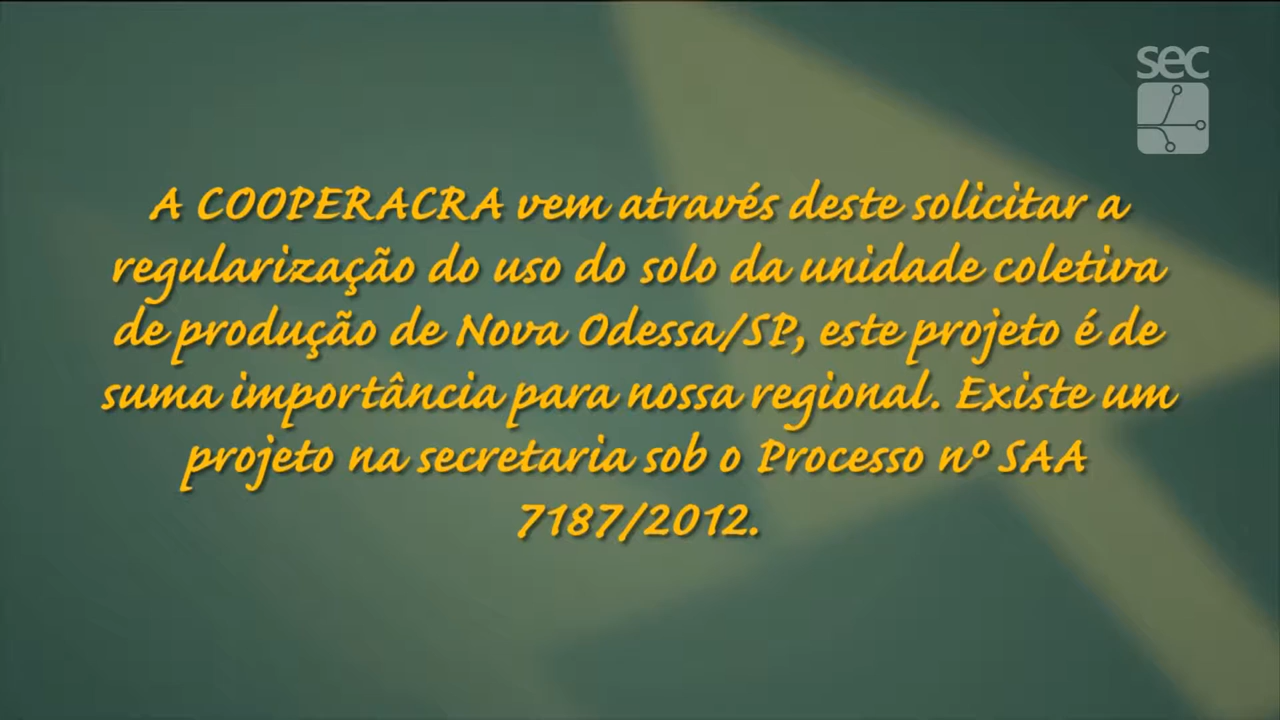 sec
A COOPERACRA vem através deste solicitar a
regularização do uso do solo da unidade coletiva
de produção de Nova Odessa/SP, este projeto é de
suma importância para nossa regional. Existe um
projeto na secretaria sob o Processo nº SAA
7187/2012.